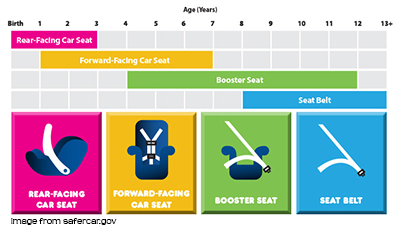 Age (Years)
Birth 1 2 3 4 5 6 7 8 9 10 11 12 13+
Rear-Facing Car Seat
Forward-Facing Car Seat
Booster Seat
Seat Belt
REAR-FACING
CAR SEAT
FORWARD-FACING
CAR SEAT
BOOSTER SEAT
SEAT BELT
Image from safercar.gov